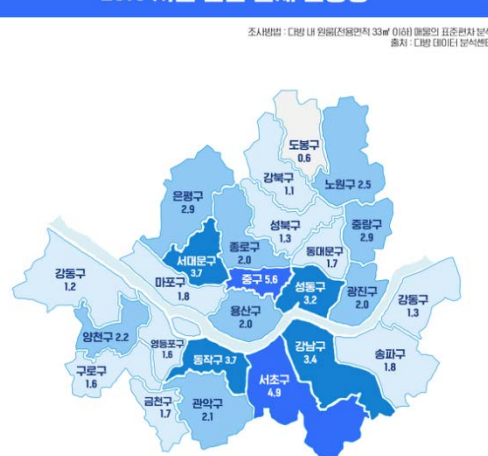 조사방법 : 다방 내 원룸(전용면적 33㎡ 이하) 매물의 표준편차 분석
출처 : 다방 데이터 분석센터
도봉구
0.6
강북구
1.1
노원구 2.5
은평구
2.9
성북구
1.3
중랑구
2.9
종로구
2.0
동대문구
1.7
서대문구
3.7
강동구
1.2
마포구
1.8
중구 5.6
성동구
3.2
광진구
2.0
강동구
1.3
용산구
2.0
양천구 2.2
영등포구
1.6
동작구 3.7
강남구
3.4
송파구
1.8
구로구
1.6
서초구
4.9
금천구
1.7
관악구
2.1